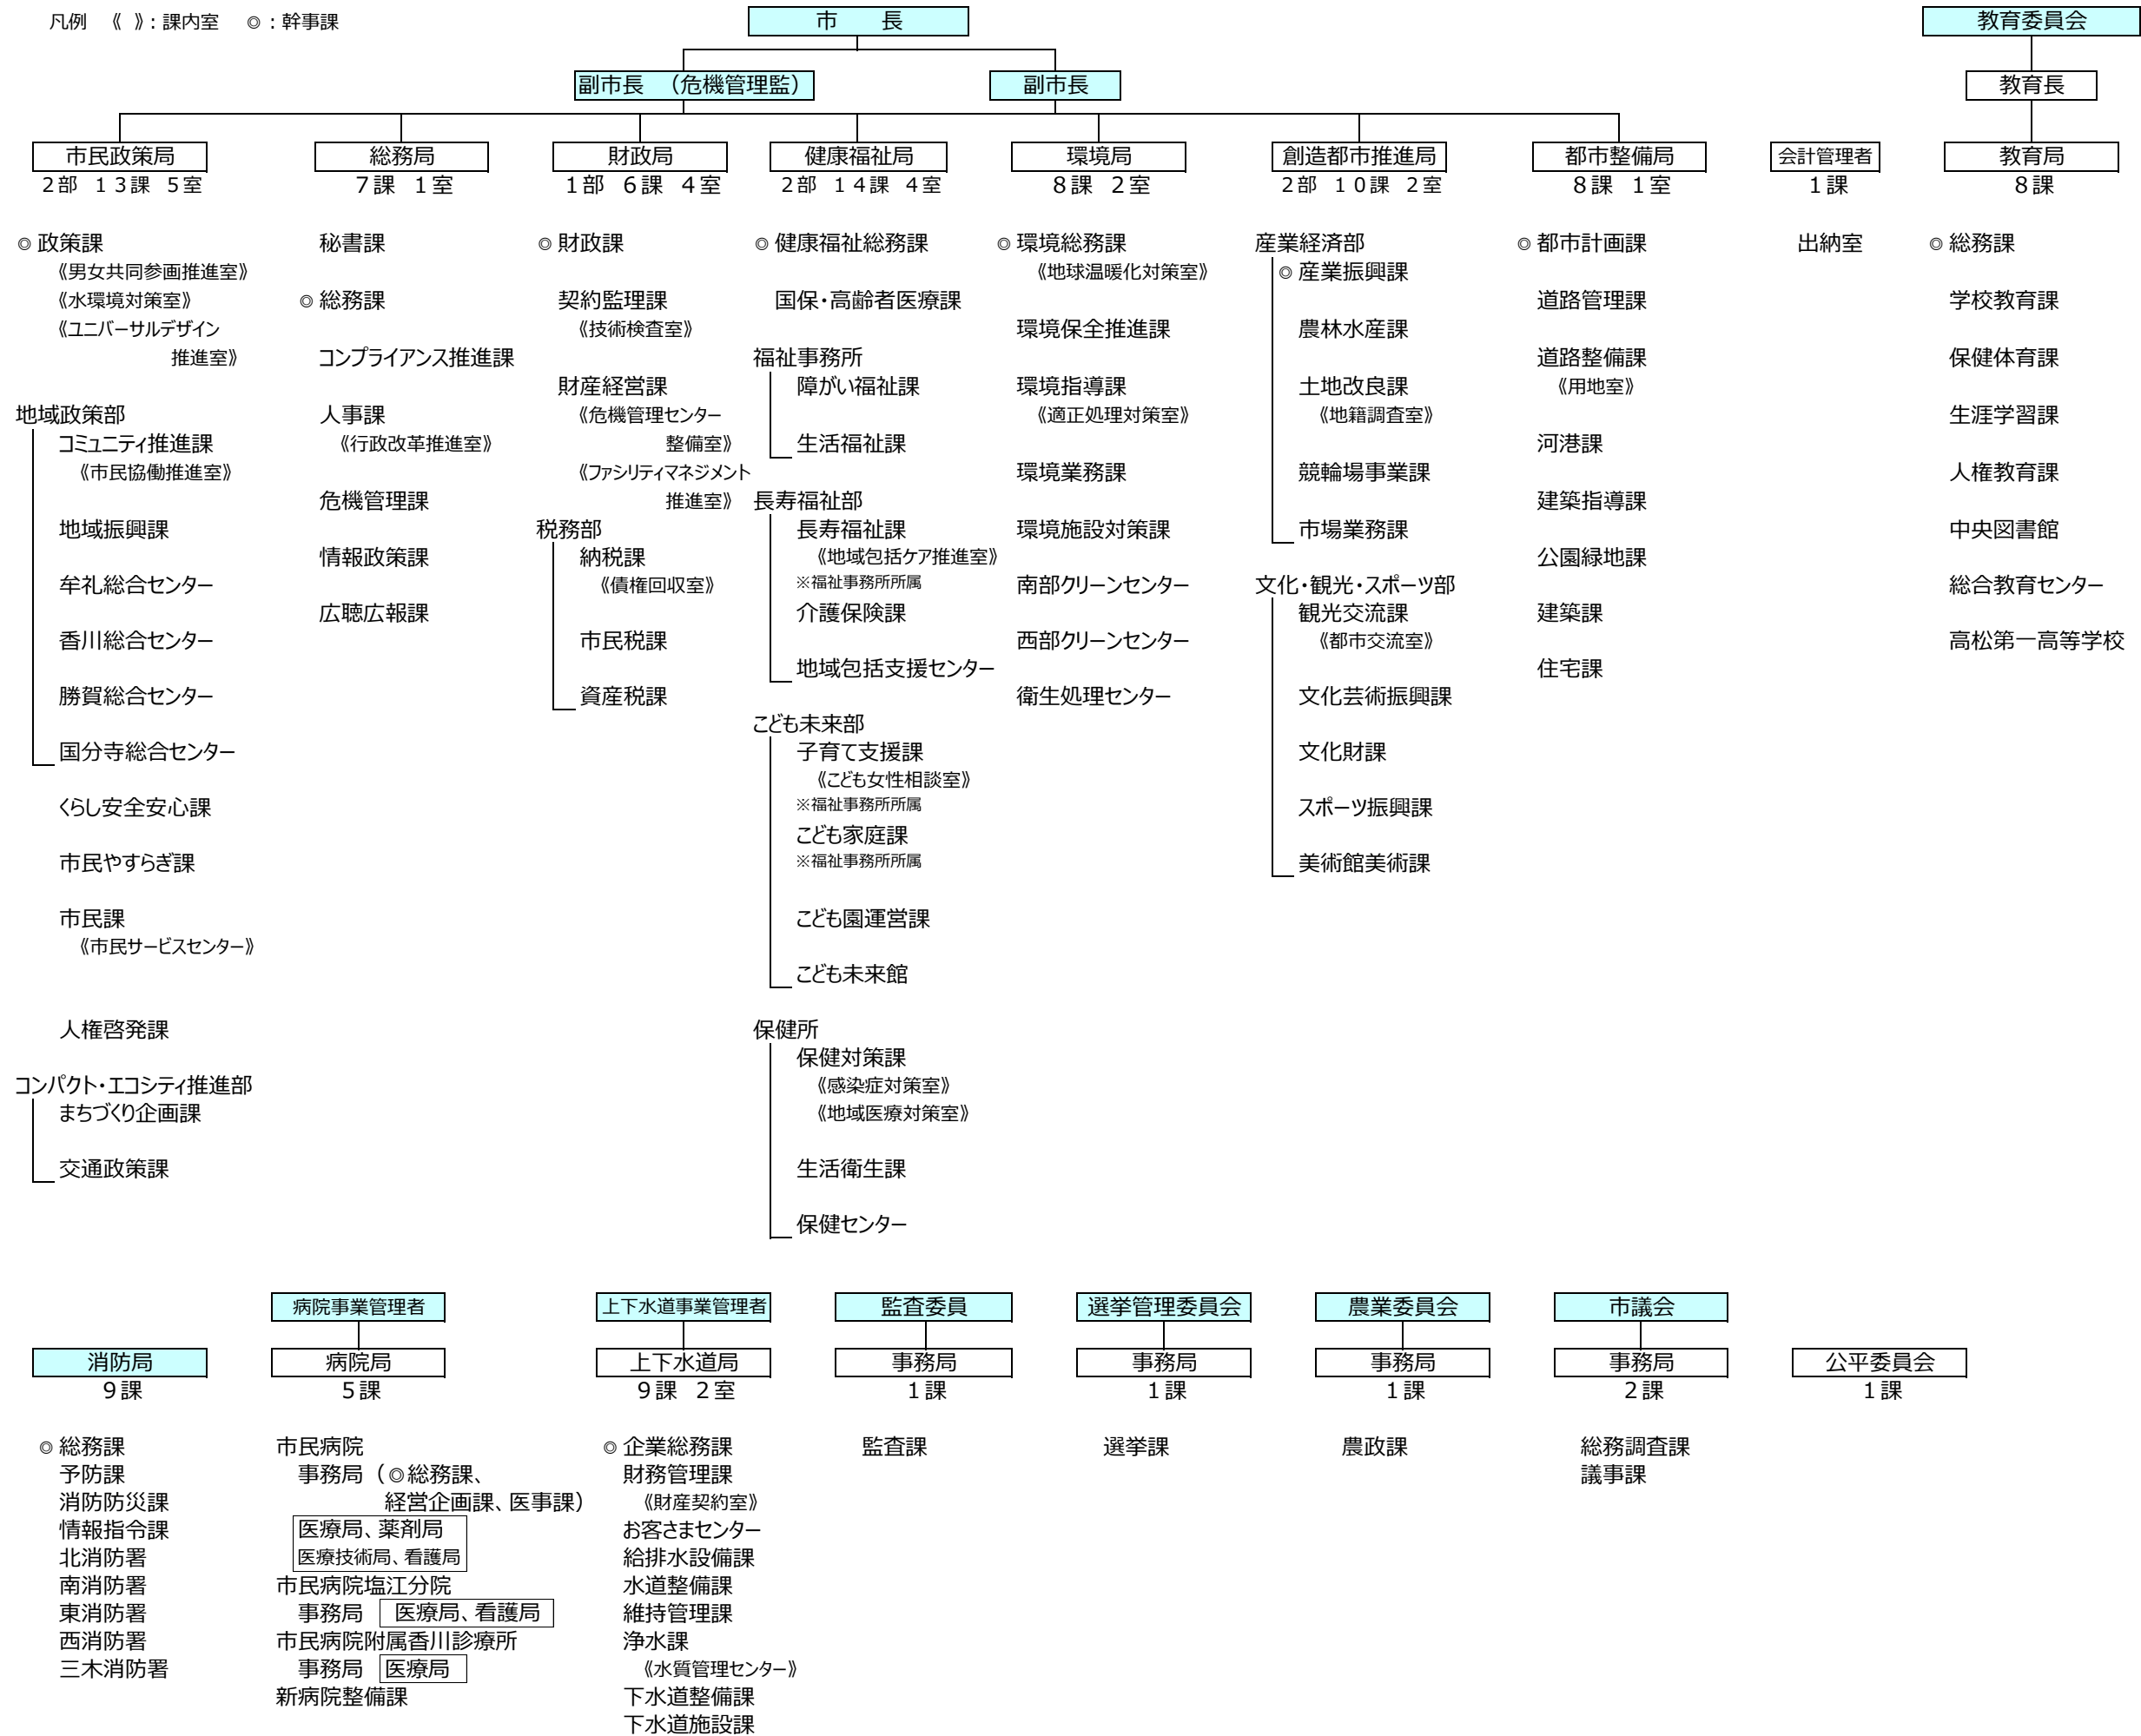 凡例 《 》：課内室 ◎：幹事課
市　　長
教育委員会
副市長 （危機管理監）
副市長
教育長
市民政策局
２部 １３課 ５室
総務局
７課 １室
財政局
１部 ６課 ４室
健康福祉局
２部 １４課 ４室
環境局
８課 ２室
創造都市推進局
２部 １０課 ２室
都市整備局
８課 １室
会計管理者
１課
教育局
８課
◎ 政策課
《男女共同参画推進室》
《水環境対策室》
《ユニバーサルデザイン
推進室》
地域政策部
コミュニティ推進課
《市民協働推進室》
地域振興課
牟礼総合センター
香川総合センター
勝賀総合センター
国分寺総合センター
くらし安全安心課
市民やすらぎ課
市民課
《市民サービスセンター》
人権啓発課
コンパクト・エコシティ推進部
まちづくり企画課
交通政策課
秘書課
◎ 総務課
コンプライアンス推進課
人事課
《行政改革推進室》
危機管理課
情報政策課
広聴広報課
◎ 財政課
契約監理課
《技術検査室》
財産経営課
《危機管理センター
整備室》
《ファシリティマネジメント
推進室》
税務部
納税課
《債権回収室》
市民税課
資産税課
◎ 健康福祉総務課
国保・高齢者医療課
福祉事務所
障がい福祉課
生活福祉課
長寿福祉部
長寿福祉課
《地域包括ケア推進室》
※福祉事務所所属
介護保険課
地域包括支援センター
こども未来部
子育て支援課
《こども女性相談室》
※福祉事務所所属
こども家庭課
※福祉事務所所属
こども園運営課
こども未来館
保健所
保健対策課
《感染症対策室》
《地域医療対策室》
生活衛生課
保健センター
◎ 環境総務課
《地球温暖化対策室》
環境保全推進課
環境指導課
《適正処理対策室》
環境業務課
環境施設対策課
南部クリーンセンター
西部クリーンセンター
衛生処理センター
産業経済部
◎ 産業振興課
農林水産課
土地改良課
《地籍調査室》
競輪場事業課
市場業務課
文化・観光・スポーツ部
観光交流課
《都市交流室》
文化芸術振興課
文化財課
スポーツ振興課
美術館美術課
◎ 都市計画課
道路管理課
道路整備課
《用地室》
河港課
建築指導課
公園緑地課
建築課
住宅課
出納室
◎ 総務課
学校教育課
保健体育課
生涯学習課
人権教育課
中央図書館
総合教育センター
高松第一高等学校
消防局
９課
◎ 総務課
予防課
消防防災課
情報指令課
北消防署
南消防署
東消防署
西消防署
三木消防署
病院事業管理者
病院局
５課
市民病院
事務局（◎総務課、
経営企画課、医事課）
医療局、薬剤局
医療技術局、看護局
市民病院塩江分院
事務局 医療局、看護局
市民病院附属香川診療所
事務局 医療局
新病院整備課
上下水道事業管理者
上下水道局
９課 ２室
◎ 企業総務課
財務管理課
《財産契約室》
お客さまセンター
給排水設備課
水道整備課
維持管理課
浄水課
《水質管理センター》
下水道整備課
下水道施設課
監査委員
事務局
１課
監査課
選挙管理委員会
事務局
１課
選挙課
農業委員会
事務局
１課
農政課
市議会
事務局
２課
総務調査課
議事課
公平委員会
１課